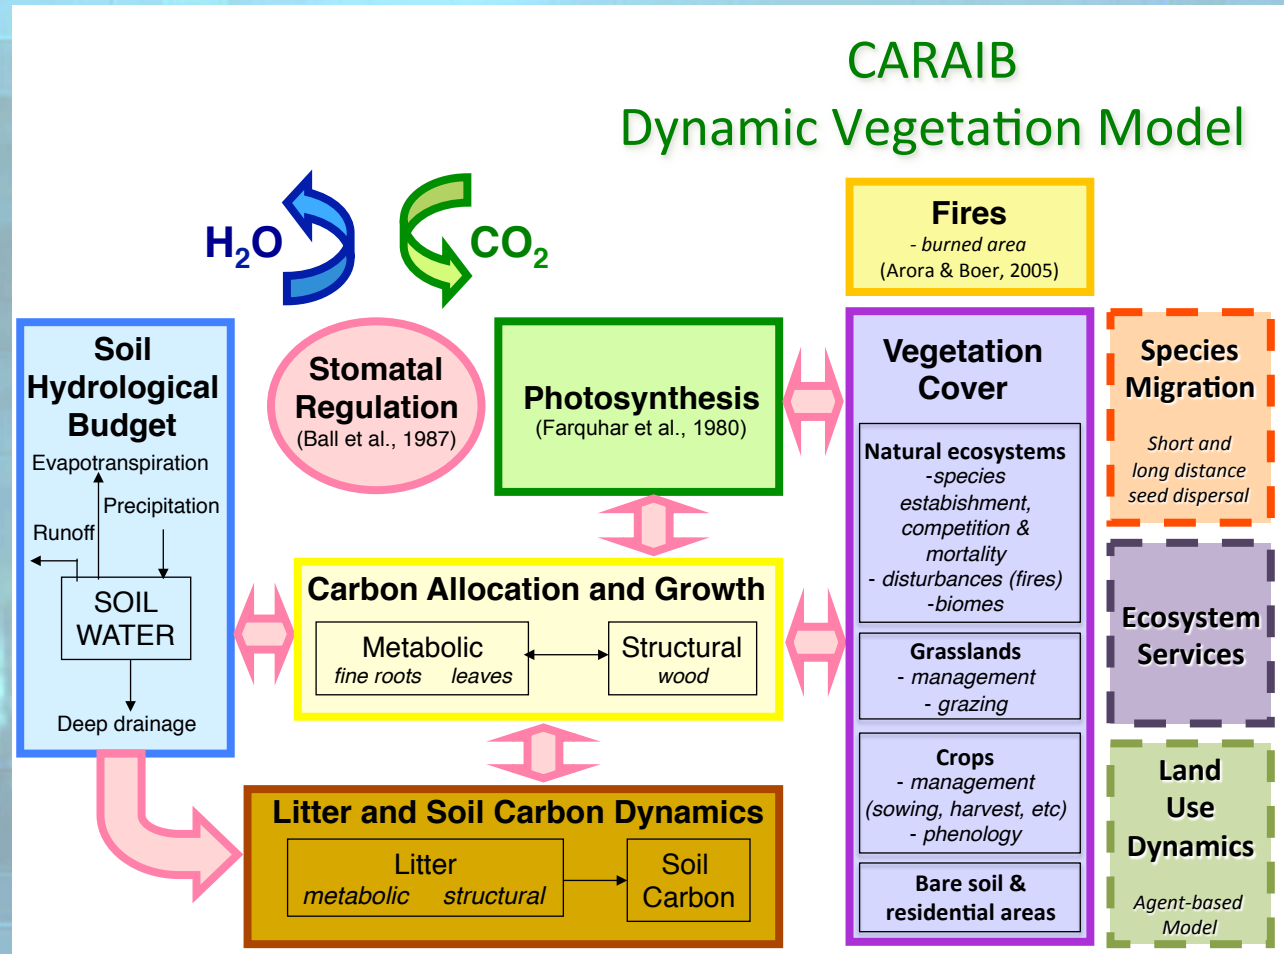 CARAIB
Dynamic Vegetation Model
H2O
CO2
Fires
- burned area
(Arora & Boer, 2005)
Soil
Hydrological
Budget
Evapotranspiration
Precipitation
Runoff
SOIL
WATER
Deep drainage
Stomatal
Regulation
(Ball et al., 1987)
Photosynthesis
(Farquhar et al., 1980)
Carbon Allocation and Growth
Metabolic
fine roots leaves
Structural
wood
Litter and Soil Carbon Dynamics
Litter
metabolic structural
Soil
Carbon
Vegetation
Cover
Natural ecosystems
-species
estabishment,
competition &
mortality
- disturbances (fires)
-biomes
Grasslands
- management
- grazing
Crops
- management
(sowing, harvest, etc)
- phenology
Bare soil &
residential areas
Species
Migration
Short and
long distance
seed dispersal
Ecosystem
Services
Land
Use
Dynamics
Agent-based
Model